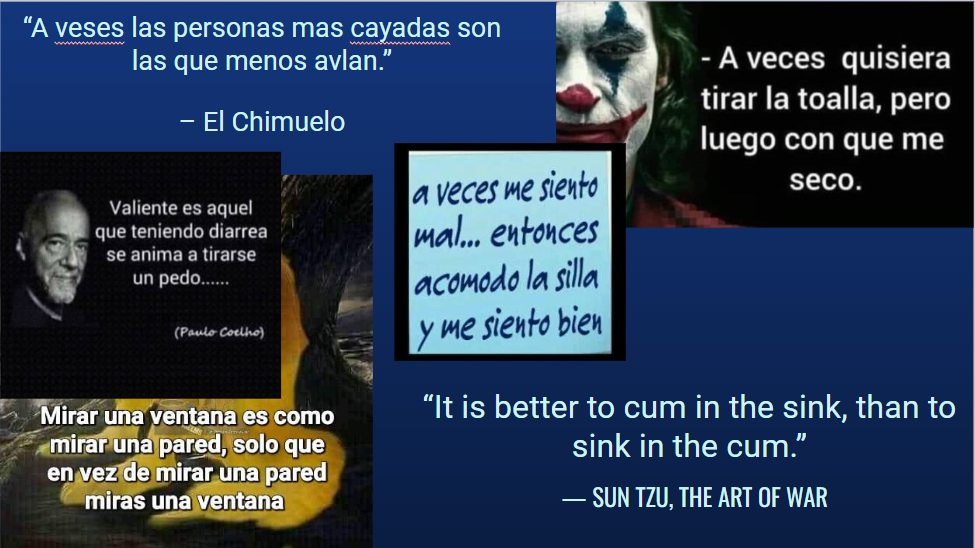 “A veses las personas mas cayadas son
las que menos avlan.”
– El Chimuelo
- A veces quisiera
tirar la toalla, pero
luego con que me
seco.
Valiente es aquel
que teniendo diarrea
se anima a tirarse
un pedo......
(Paulo Coelho)
a veces me siento
mal... entonces
acomodo la silla
y me siento bien
Mirar una ventana es como
mirar una pared, solo que
en vez de mirar una pared
miras una ventana
“It is better to cum in the sink, than to
sink in the cum.”
— SUN TZU, THE ART OF WAR